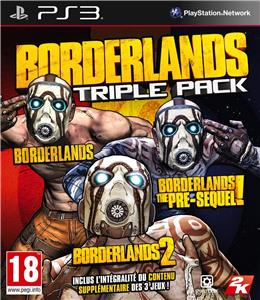 PS3
PlayStation Network
BORDERLANDS
TRIPLE PACK
BORDERLANDS
BORDERLANDS
THE PRE-SEQUEL!
BORDERLANDS 2
INCLUS L'INTÉGRALITÉ DU CONTENU
SUPPLÉMENTAIRE DES 3 JEUX !
18
www.pegi.info
2K